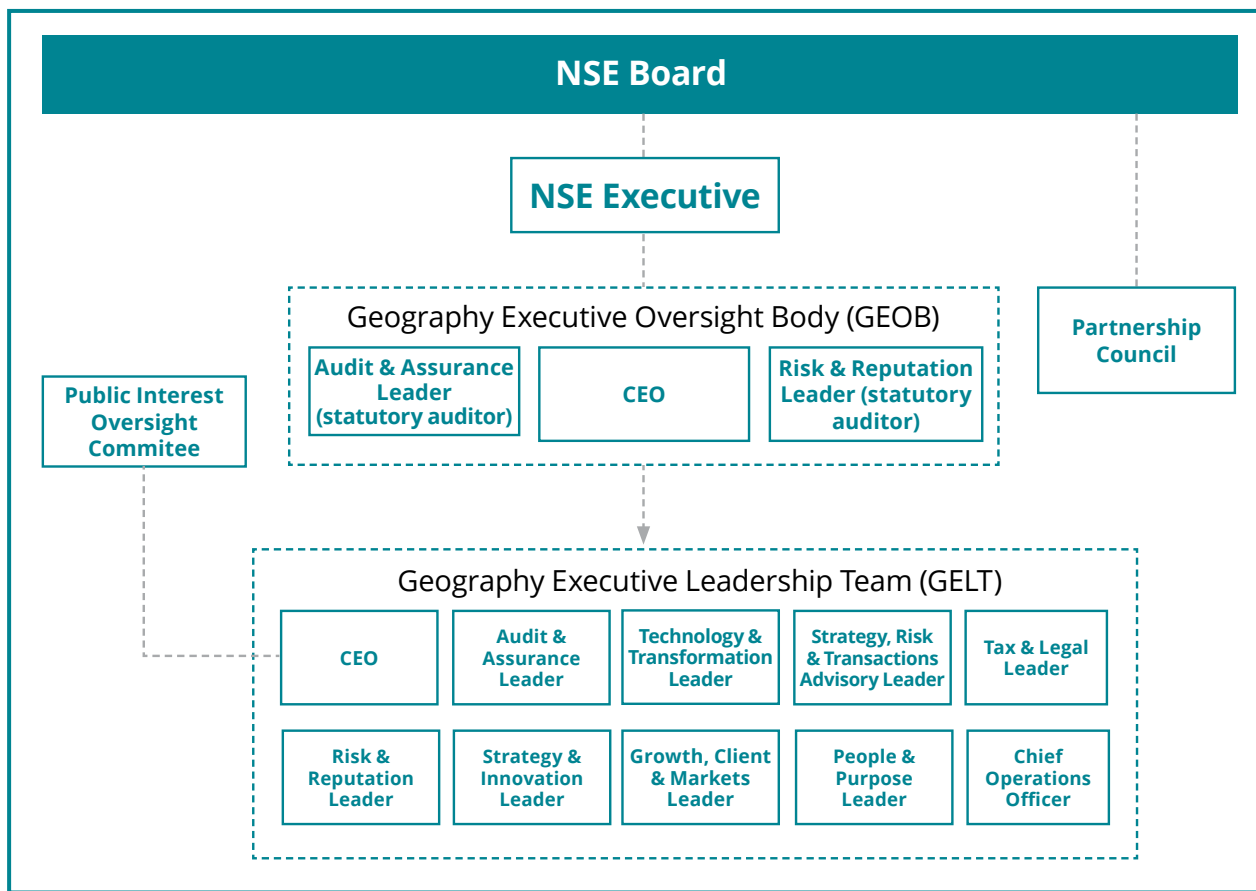 NSE Board
NSE Executive
Geography Executive Oversight Body (GEOB)
Audit & Assurance
Leader
(statutory auditor)
CEO
Risk & Reputation
Leader (statutory
auditor)
Partnership
Council
Public Interest
Oversight
Commitee
Geography Executive Leadership Team (GELT)
CEO
Audit &
Assurance
Leader
Technology &
Transformation
Leader
Strategy, Risk
& Transactions
Advisory Leader
Tax & Legal
Leader
Risk &
Reputation
Leader
Strategy &
Innovation
Leader
Growth, Client
& Markets
Leader
People &
Purpose
Leader
Chief
Operations
Officer